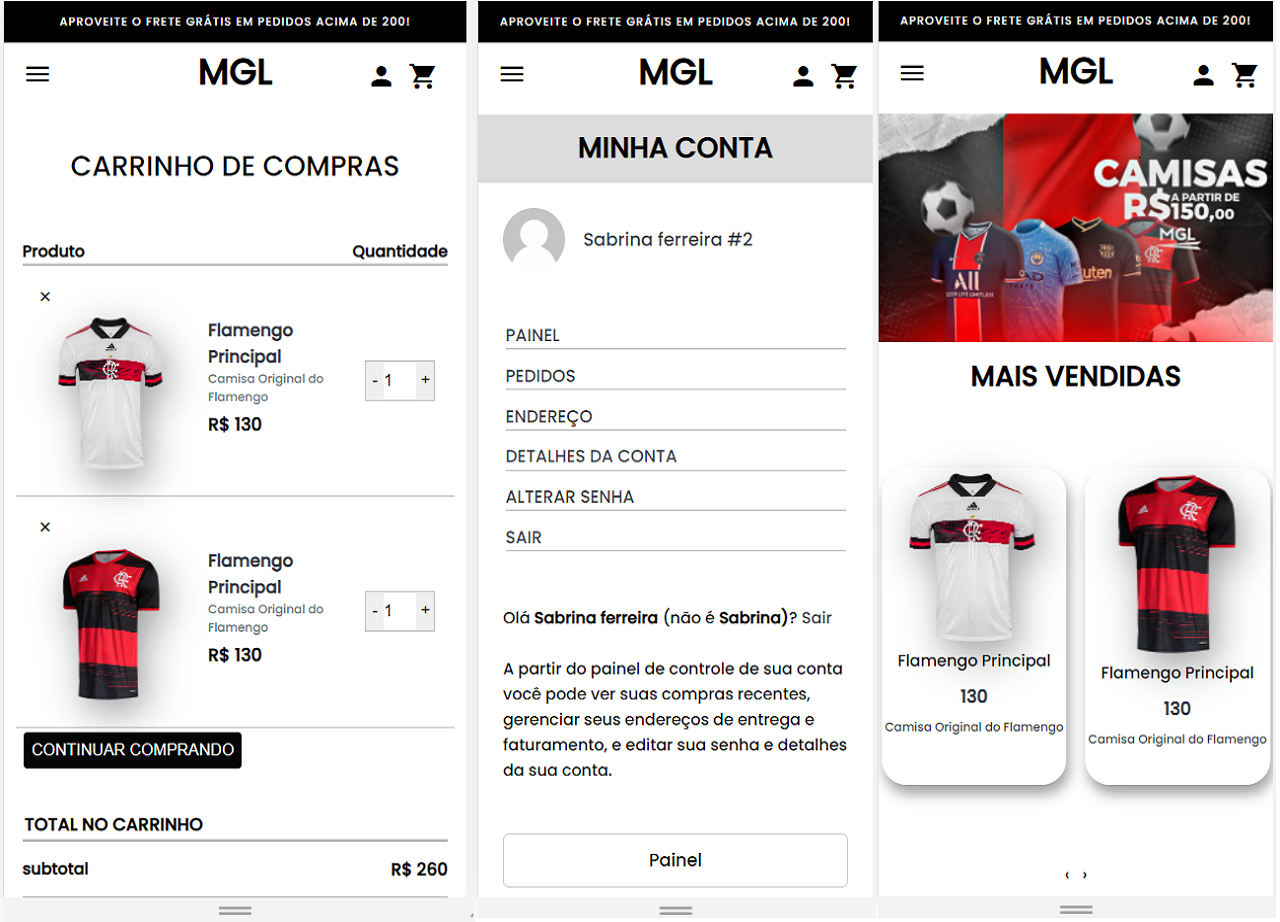 APROVEITE O FRETE GRÁTIS EM PEDIDOS ACIMA DE 200!
MGL
CARRINHO DE COMPRAS
Produto Quantidade
×
Flamengo
Principal
Camisa Original do
Flamengo
R$ 130
- 1 +
×
Flamengo
Principal
Camisa Original do
Flamengo
R$ 130
- 1 +
CONTINUAR COMPRANDO
TOTAL NO CARRINHO
subtotal R$ 260
APROVEITE O FRETE GRÁTIS EM PEDIDOS ACIMA DE 200!
MGL
MINHA CONTA
Sabrina ferreira #2
PAINEL
PEDIDOS
ENDEREÇO
DETALHES DA CONTA
ALTERAR SENHA
SAIR
Olá Sabrina ferreira (não é Sabrina)? Sair
A partir do painel de controle de sua conta
você pode ver suas compras recentes,
gerenciar seus endereços de entrega e
faturamento, e editar sua senha e detalhes
da sua conta.
Painel
APROVEITE O FRETE GRÁTIS EM PEDIDOS ACIMA DE 200!
MGL
CAMISAS
A PARTIR DE
R$150,00
MGL
ALL
MAIS VENDIDAS
Flamengo Principal
130
Camisa Original do Flamengo
Flamengo Principal
130
Camisa Original do Flamengo
‹ ›